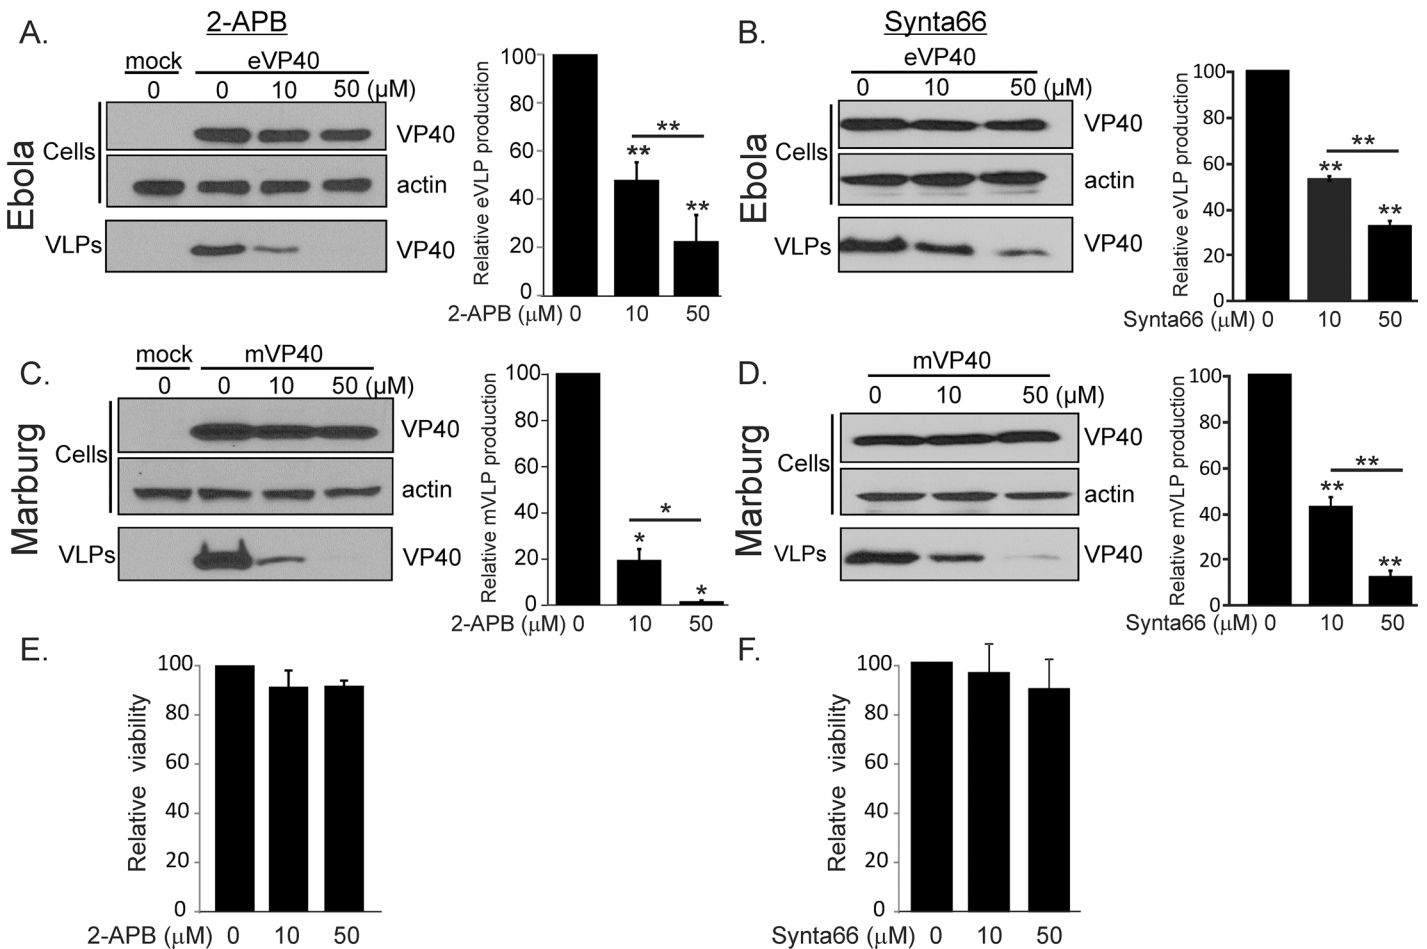 A.
2-APB
mock eVP40
0 0 10 50 (µM)
Cells
VP40
actin
VLPs VP40
Ebola
Relative eVLP production
100
80
60
40
20
0
**
**
**
2-APB (µM) 0 10 50
B.
Synta66
eVP40
0 10 50 (µM)
Cells
VP40
actin
VLPs VP40
Ebola
Relative eVLP production
100
80
60
40
20
0
**
**
**
Synta66 (µM) 0 10 50
C.
mock mVP40
0 0 10 50 (µM)
Cells
VP40
actin
VLPs VP40
Marburg
Relative mVLP production
100
80
60
40
20
0
*
*
*
2-APB (µM) 0 10 50
D.
mVP40
0 10 50 (µM)
Cells
VP40
actin
VLPs VP40
Marburg
Relative mVLP production
100
80
60
40
20
0
**
**
**
Synta66 (µM) 0 10 50
E.
Relative viability
100
80
60
40
20
0
2-APB (µM) 0 10 50
F.
Relative viability
100
80
60
40
20
0
Synta66 (µM) 0 10 50